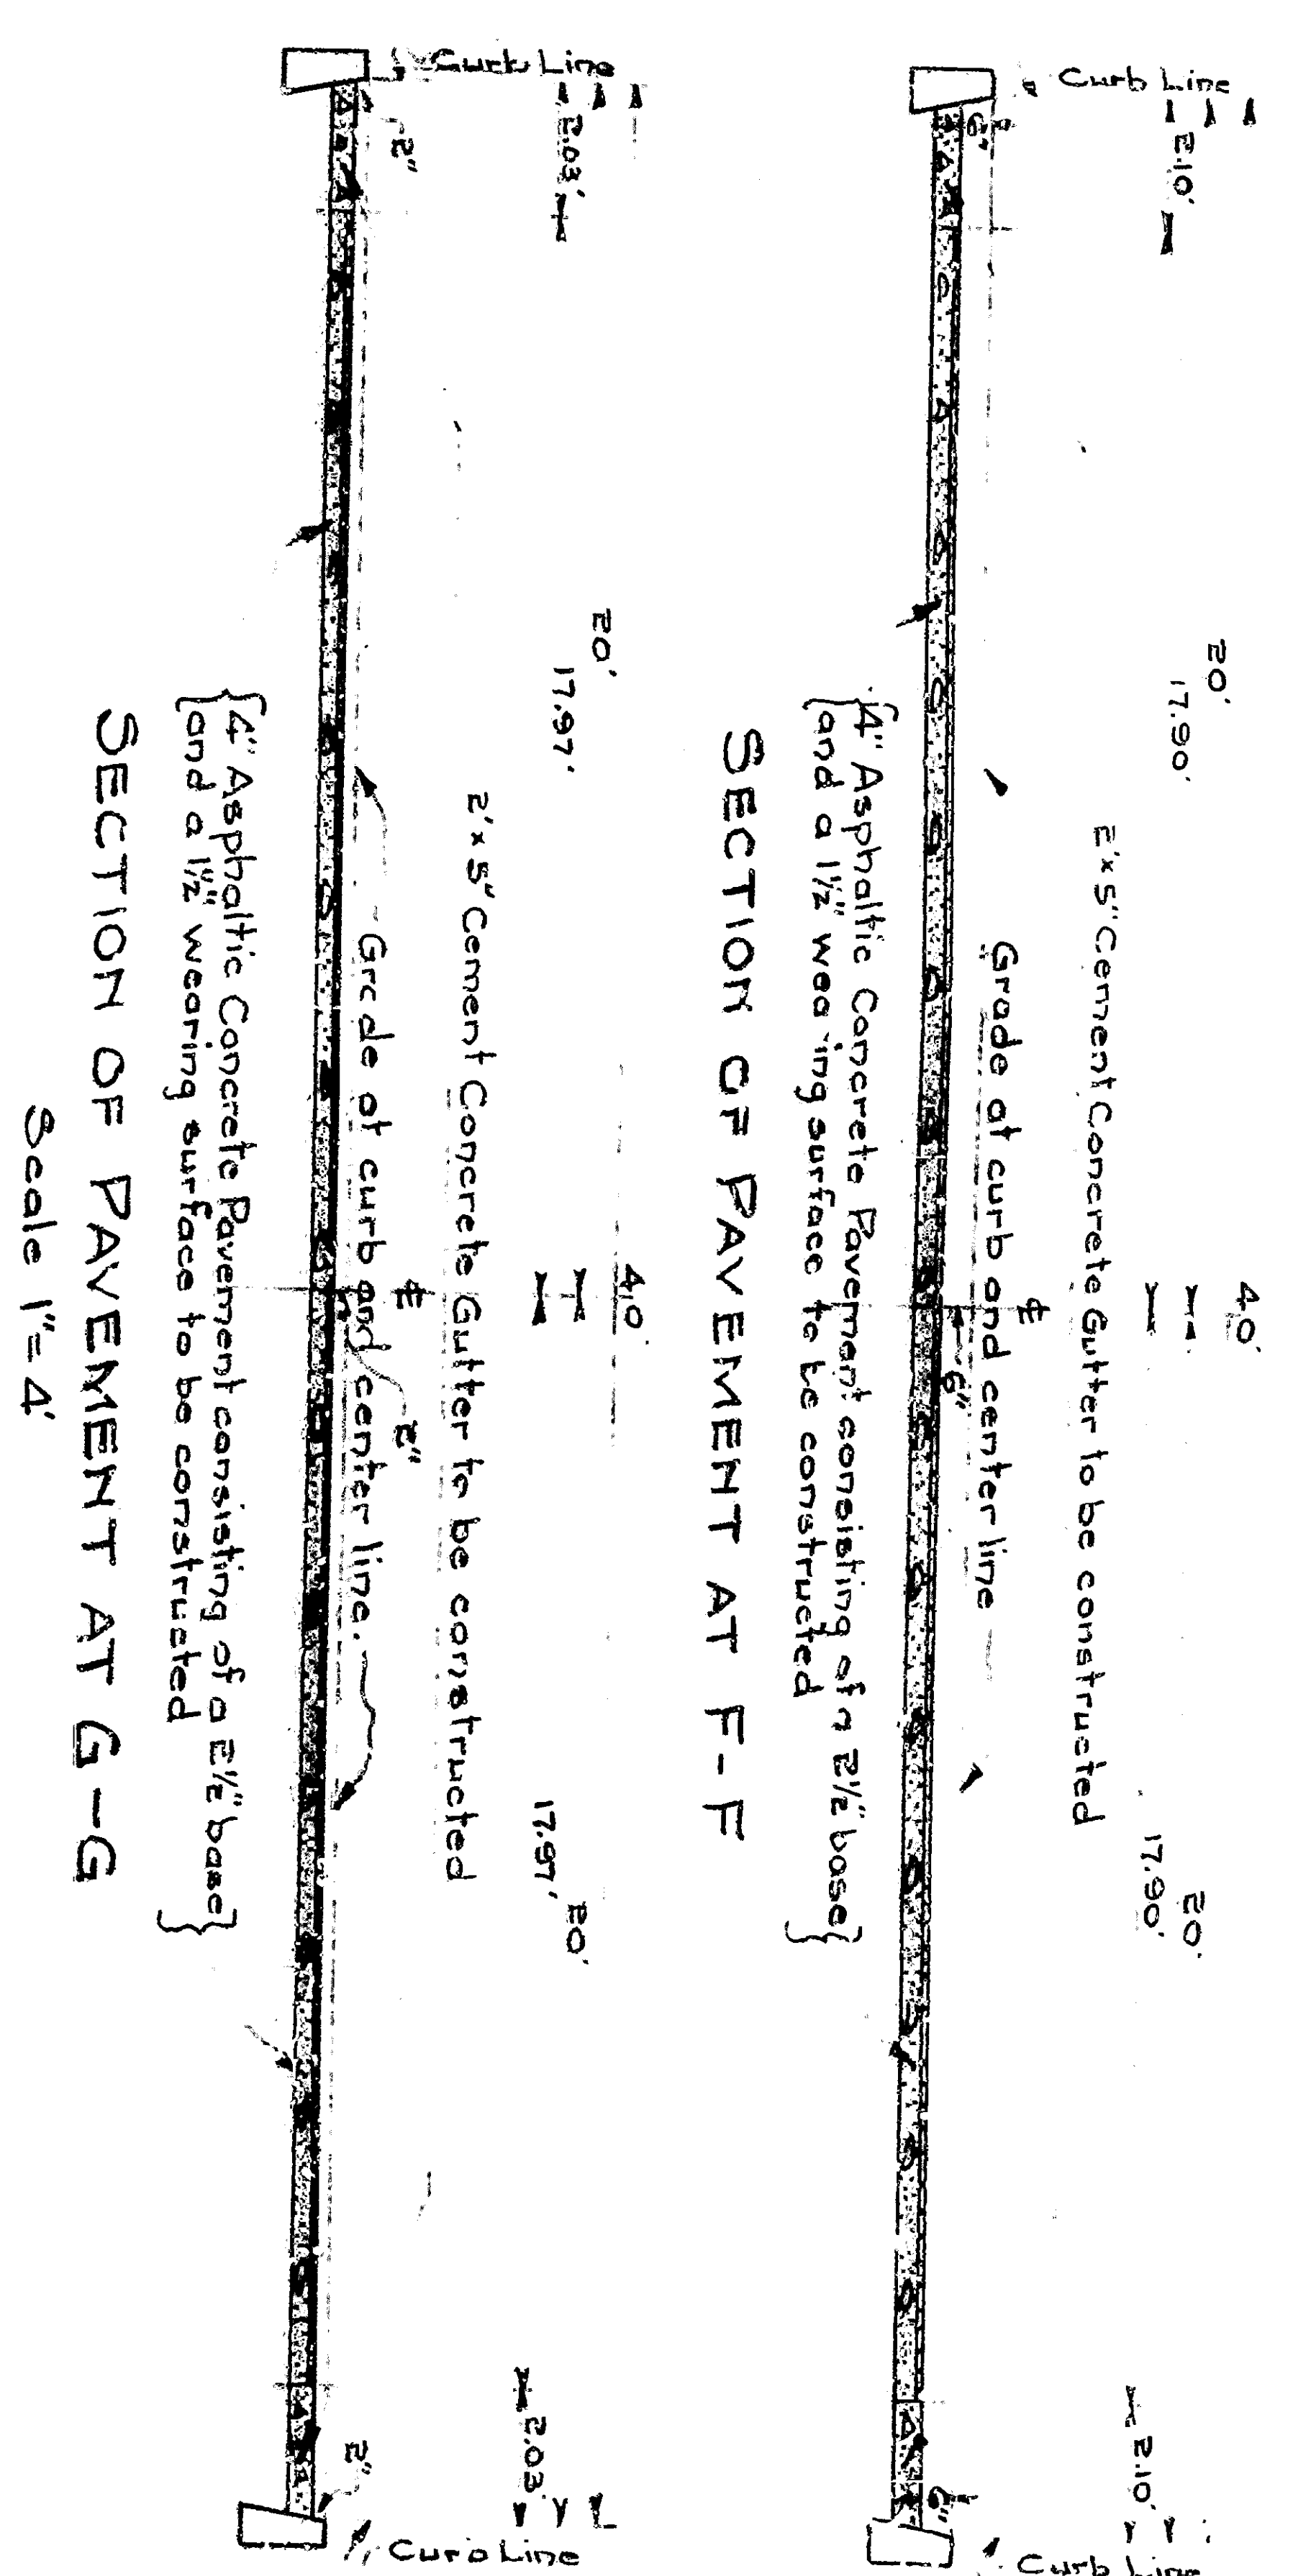 40'
20'
20'
2.10'
17.90'
17.90'
2.10'
Curb Line
2'x 5" Cement Concrete Gutter to be constructed
Curb Line
6"
Grade at curb and center line
℄
6"
6"
{4" Asphaltic Concrete Pavement consisting of a 2½" base}
{and a 1½" wearing surface to be constructed}
SECTION OF PAVEMENT AT F-F
40'
20'
20'
2.03'
17.97'
17.97'
2.03'
Curb Line
2'x 5" Cement Concrete Gutter to be constructed
Curb Line
2"
℄
2"
2"
Grade at curb and center line.
{4" Asphaltic Concrete Pavement consisting of a 2½" base}
{and a 1½" wearing surface to be constructed}
SECTION OF PAVEMENT AT G-G
Scale 1"= 4'